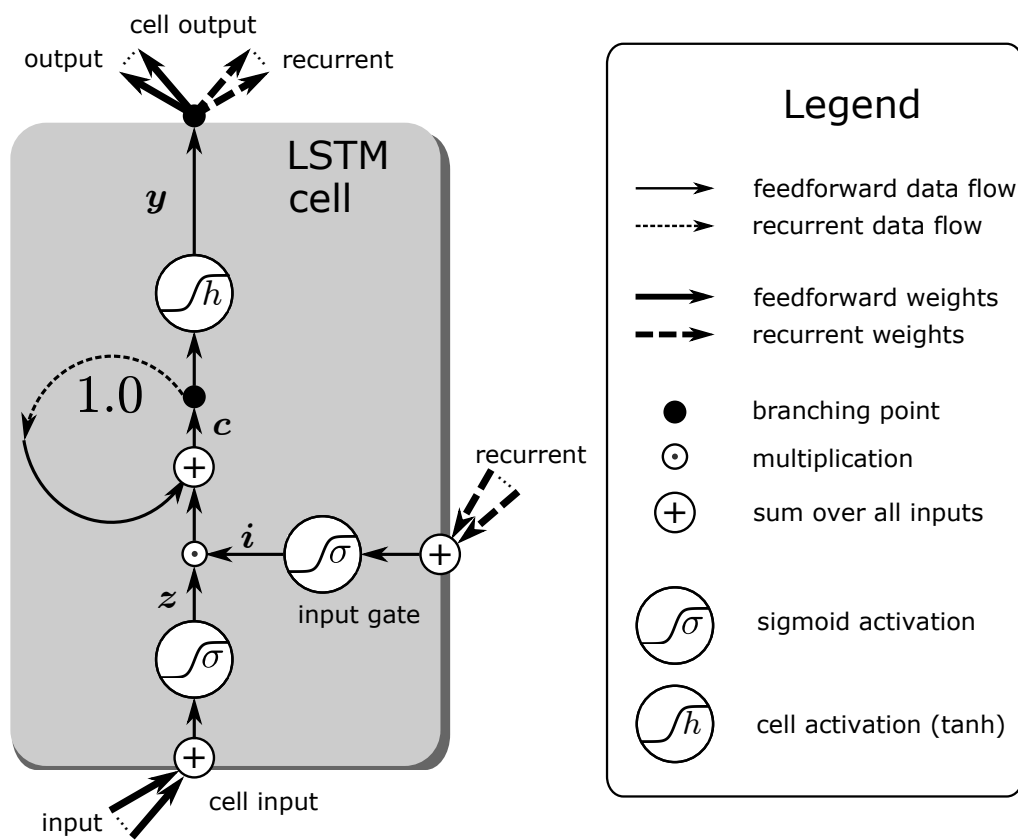 cell output
output
recurrent
LSTM
cell
y
h
1.0
c
recurrent
i
σ
z
input gate
σ
cell input
input
Legend
feedforward data flow
recurrent data flow
feedforward weights
recurrent weights
branching point
multiplication
sum over all inputs
σ
sigmoid activation
h
cell activation (tanh)